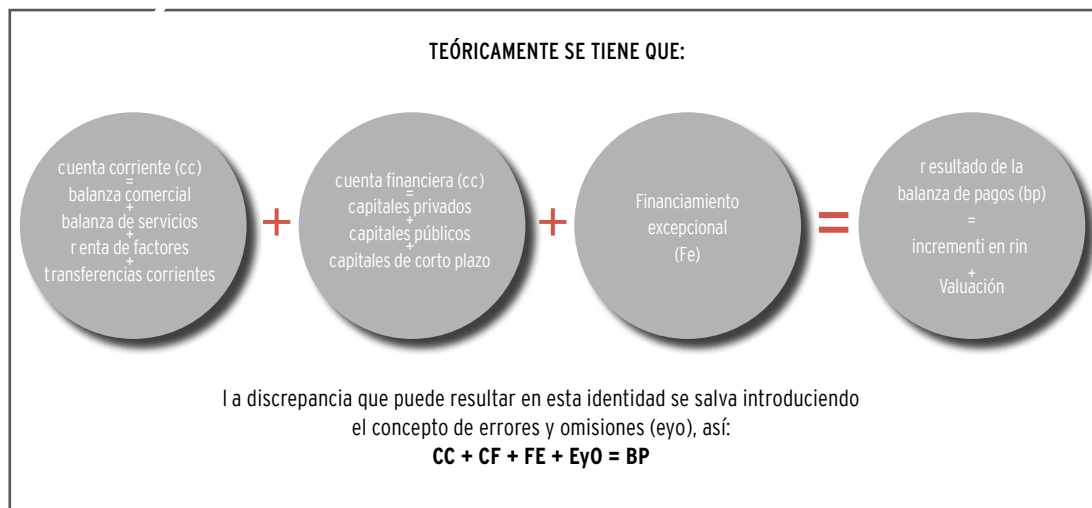 TEÓRICAMENTE SE TIENE QUE:
cuenta corriente (cc)
=
balanza comercial
+
balanza de servicios
+
r enta de factores
+
t ransferencias corrientes
+
cuenta financiera (cc)
=
capitales privados
+
capitales públicos
+
capitales de corto plazo
+
Financiamiento
excepcional
(Fe)
=
r esultado de la
balanza de pagos (bp)
=
incrementi en rin
+
Valuación
l a discrepancia que puede resultar en esta identidad se salva introduciendo
el concepto de errores y omisiones (eyo), así:
CC + CF + FE + EyO = BP